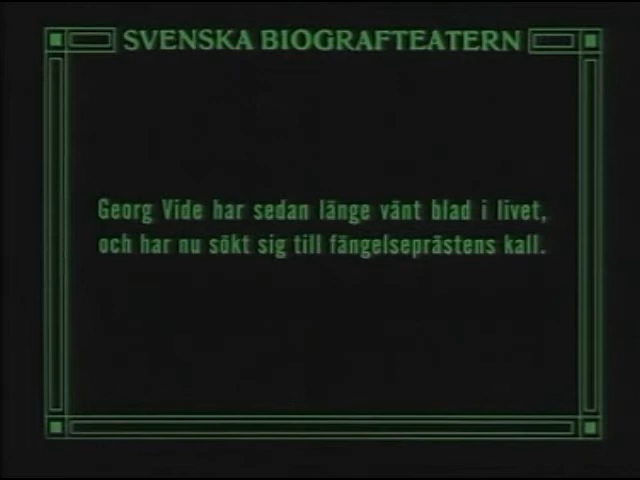 SVENSKA BIOGRAFTEATERN
Georg Vide har sedan länge vänt blad i livet,
och har nu sökt sig till fängelseprästens kall.